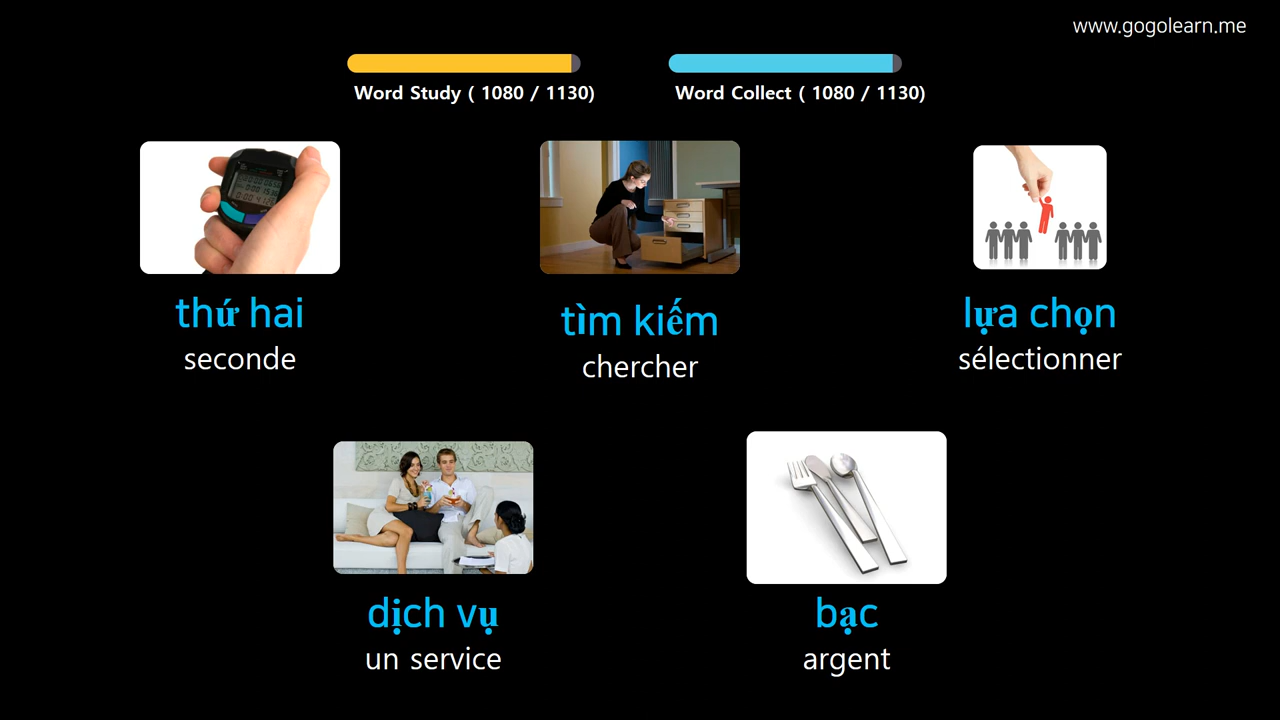 www.gogolearn.me
Word Study ( 1080 / 1130)
Word Collect ( 1080 / 1130)
thứ hai
seconde
tìm kiếm
chercher
lựa chọn
sélectionner
dịch vụ
un service
bạc
argent